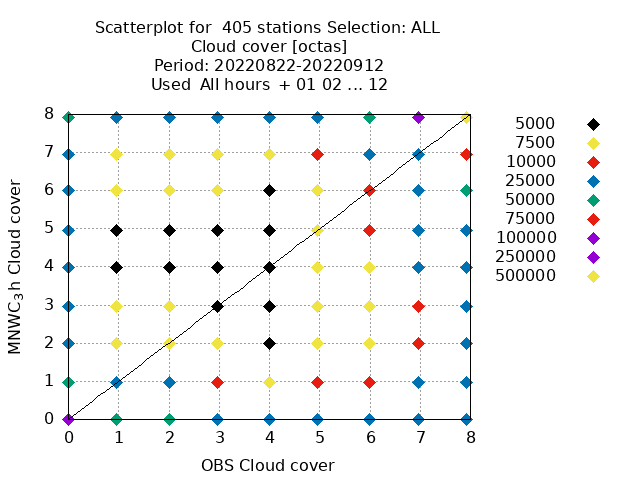 Scatterplot for  405 stations Selection: ALL
Cloud cover [octas]
Period: 20220822-20220912
Used  All hours  + 01 02 ... 12
8
7
6
5
4
3
2
1
0
0 1 2 3 4 5 6 7 8
MNWC_3h Cloud cover
OBS Cloud cover
5000
7500
10000
25000
50000
75000
100000
250000
500000